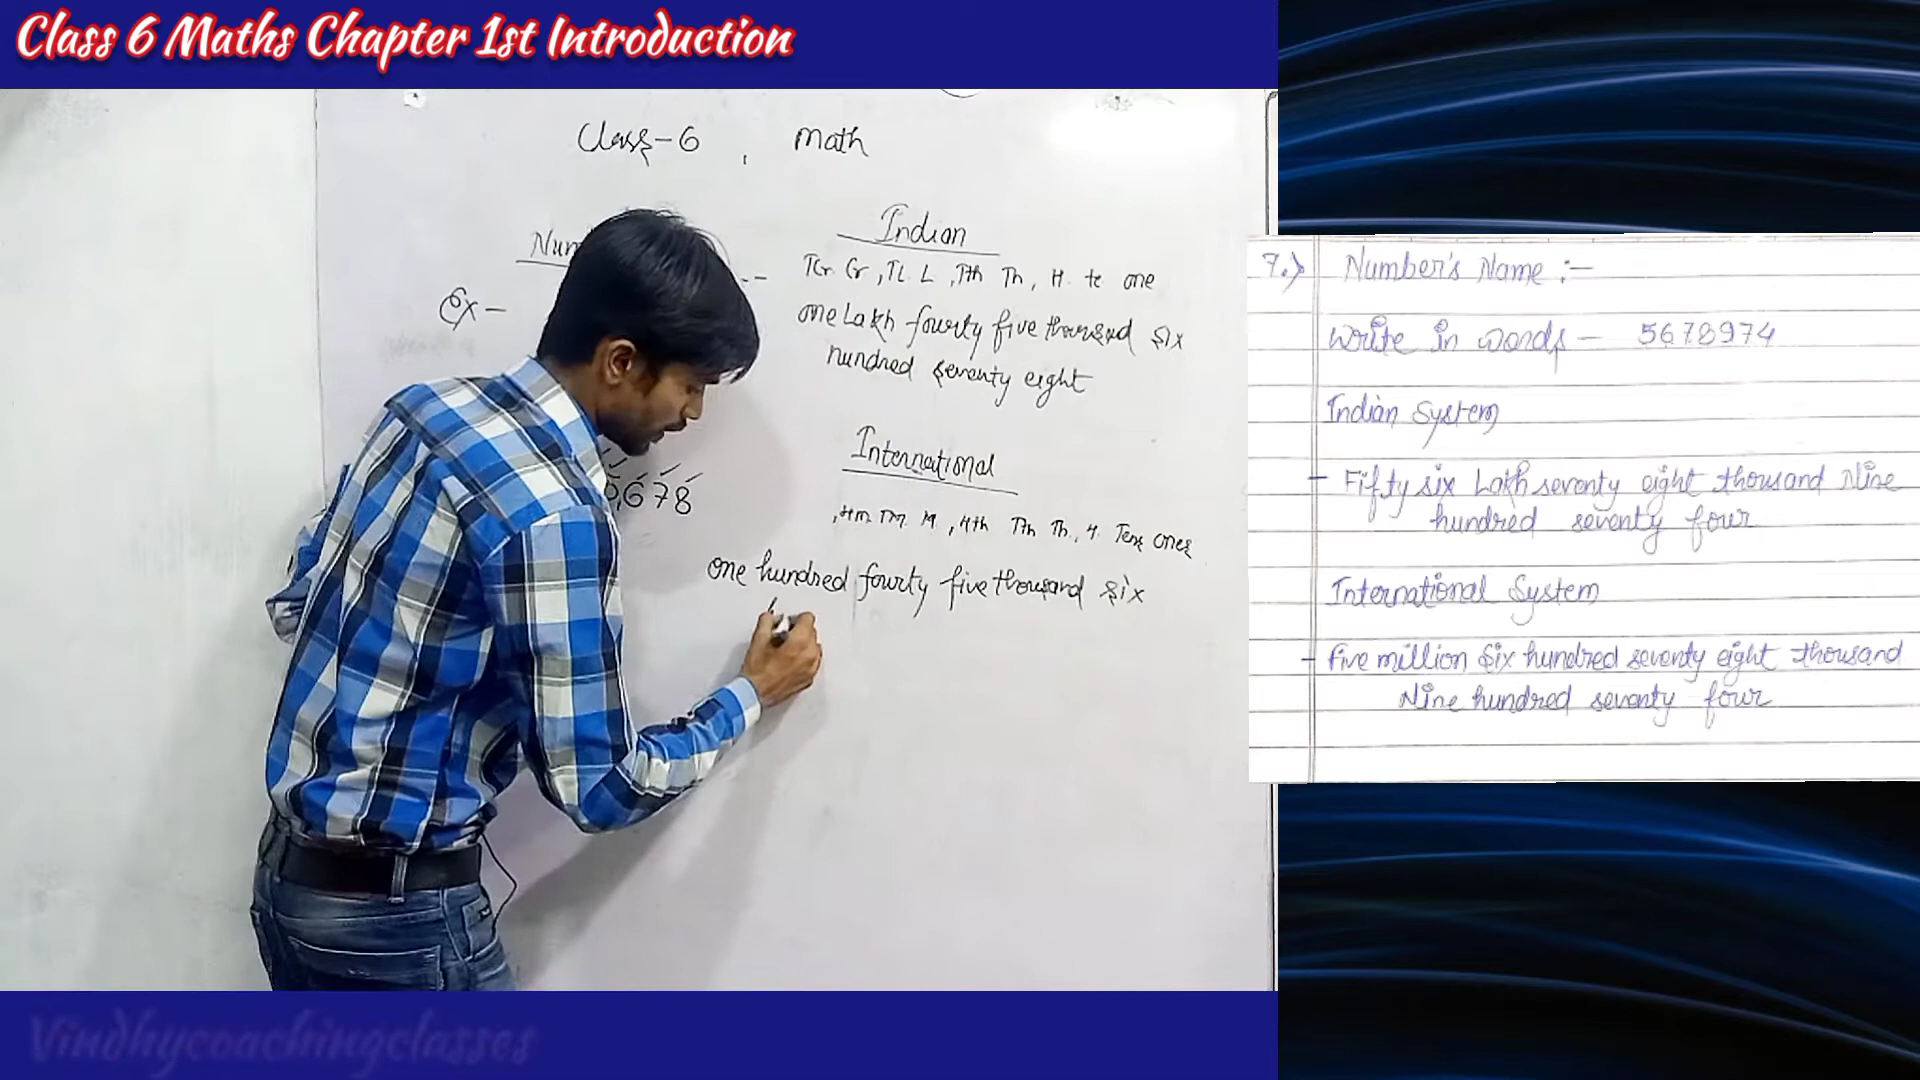 Class 6 Maths Chapter 1st Introduction
Class-6 , Math
Ex-
5,678
Indian
TCr. Cr, TL. L, Tth Th, H. te one
one Lakh fourty five thousand six
hundred seventy eight
International
, HM. TM. M, Hth Tth Th, H. Tens ones
one hundred fourty five thousand six
7.) Number's Name :-
Write in words - 5678974
Indian System
- Fifty six Lakh seventy eight thousand Nine
hundred seventy four
International System
- Five million six hundred seventy eight thousand
Nine hundred seventy four
Vindhycoachingclasses